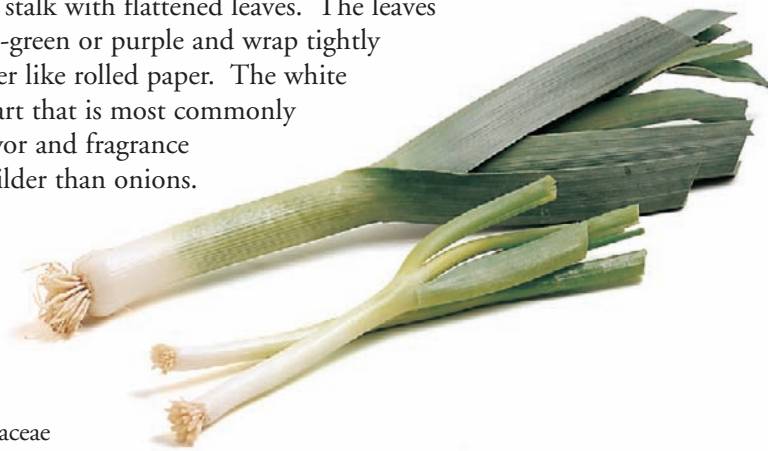 stalk with flattened leaves. The leaves
-green or purple and wrap tightly
er like rolled paper. The white
art that is most commonly
vor and fragrance
ilder than onions.
aceae